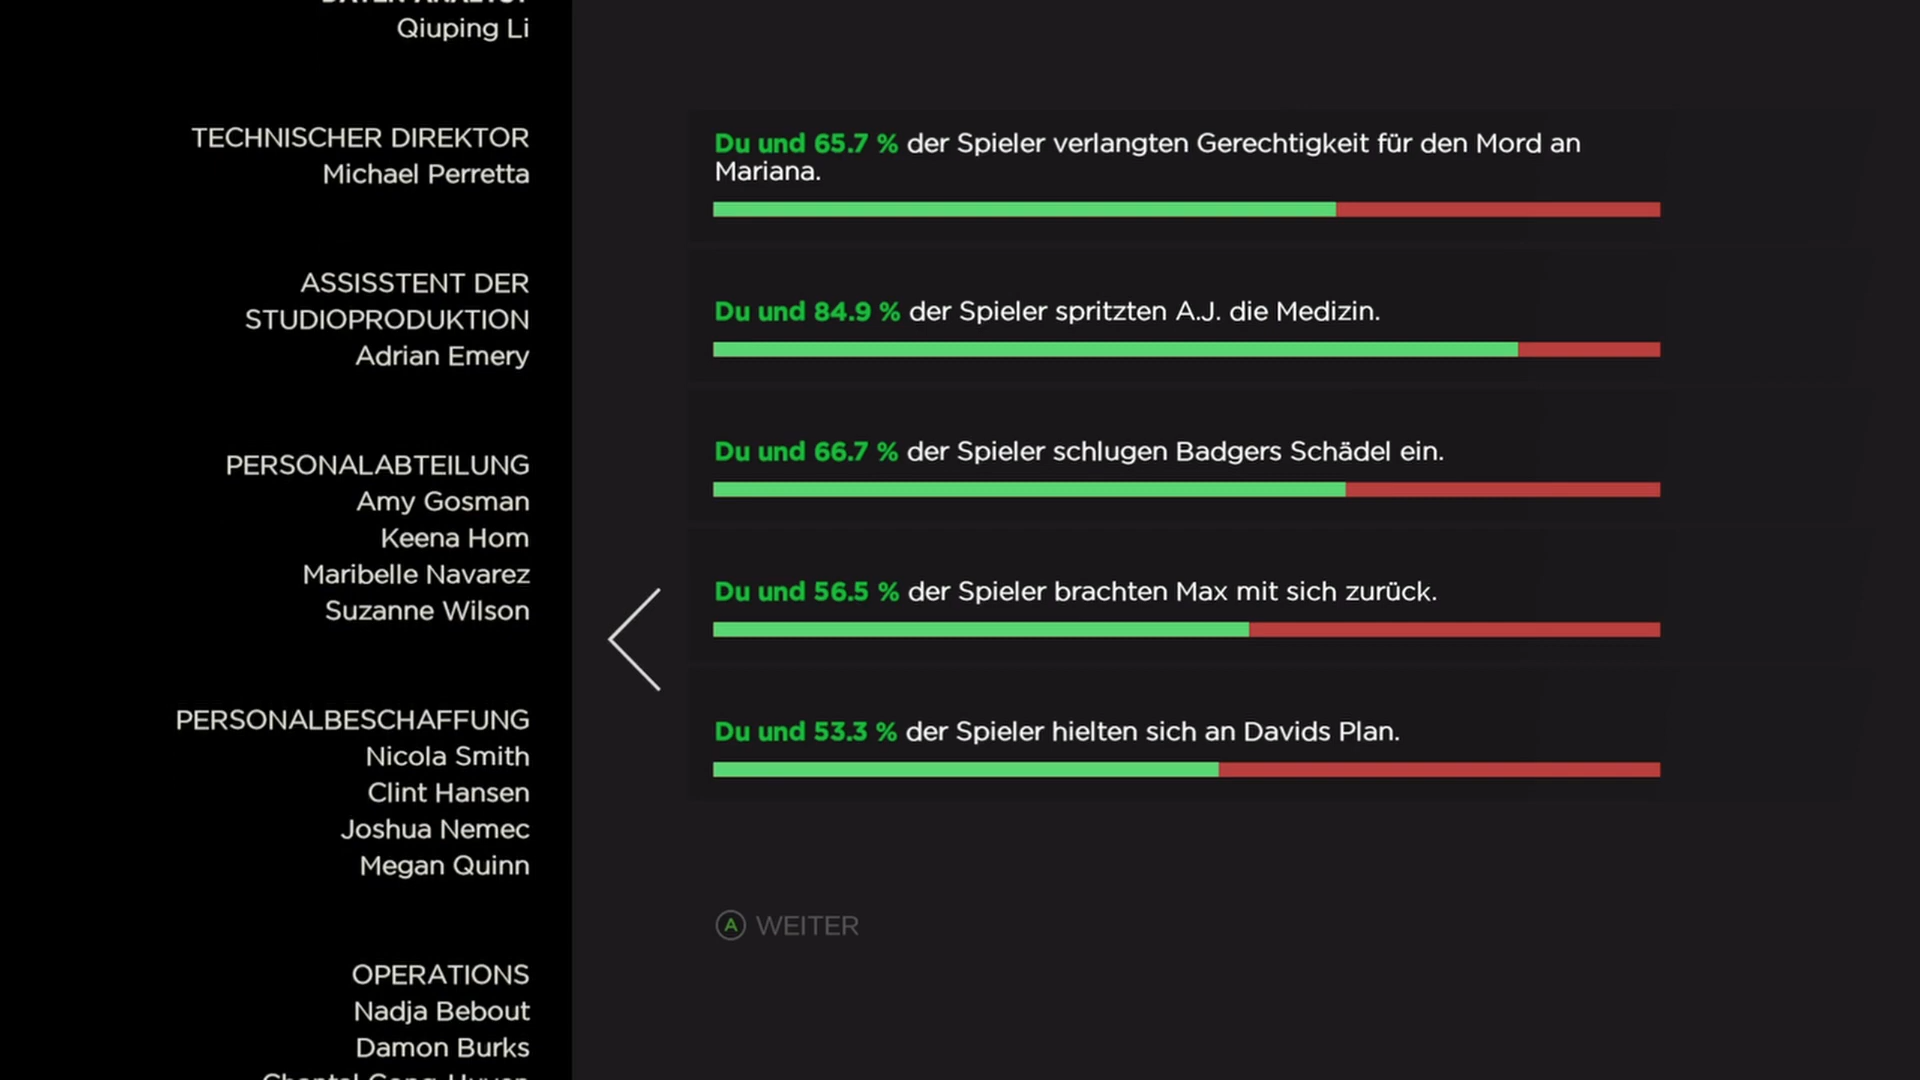 Qiuping Li
TECHNISCHER DIREKTOR
Michael Perretta
ASSISSTENT DER
STUDIOPRODUKTION
Adrian Emery
PERSONALABTEILUNG
Amy Gosman
Keena Hom
Maribelle Navarez
Suzanne Wilson
PERSONALBESCHAFFUNG
Nicola Smith
Clint Hansen
Joshua Nemec
Megan Quinn
OPERATIONS
Nadja Bebout
Damon Burks
Du und 65.7 % der Spieler verlangten Gerechtigkeit für den Mord an
Mariana.
Du und 84.9 % der Spieler spritzten A.J. die Medizin.
Du und 66.7 % der Spieler schlugen Badgers Schädel ein.
Du und 56.5 % der Spieler brachten Max mit sich zurück.
Du und 53.3 % der Spieler hielten sich an Davids Plan.
A WEITER